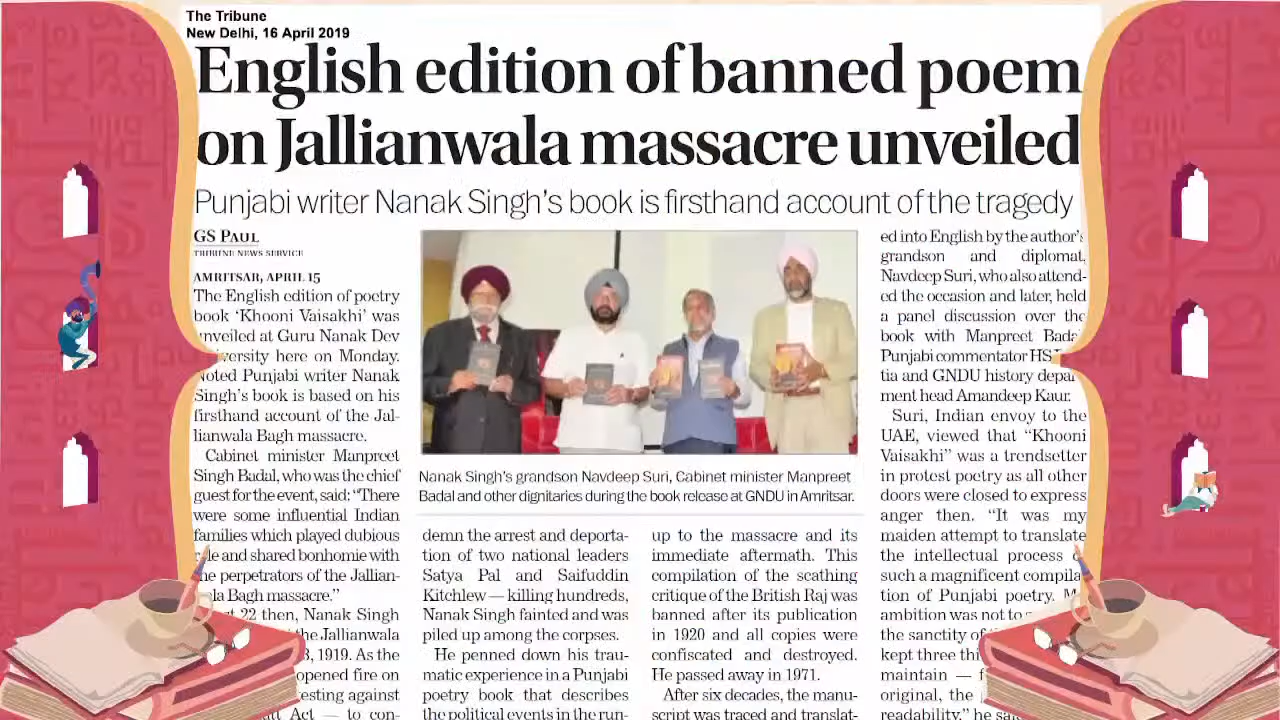 The Tribune
New Delhi, 16 April 2019
English edition of banned poem
on Jallianwala massacre unveiled
Punjabi writer Nanak Singh's book is firsthand account of the tragedy
GS PAUL
TRIBUNE NEWS SERVICE
AMRITSAR, APRIL 15
The English edition of poetry
book ‘Khooni Vaisakhi’ was
unveiled at Guru Nanak Dev
iversity here on Monday.
Noted Punjabi writer Nanak
Singh's book is based on his
firsthand account of the Jal-
lianwala Bagh massacre.
Cabinet minister Manpreet
Singh Badal, who was the chief
guest for the event, said: “There
were some influential Indian
families which played dubious
role and shared bonhomie with
the perpetrators of the Jallian-
la Bagh massacre.”
22 then, Nanak Singh
the Jallianwala
3, 1919. As the
opened fire on
esting against
Act — to con-
Nanak Singh's grandson Navdeep Suri, Cabinet minister Manpreet
Badal and other dignitaries during the book release at GNDU in Amritsar.
demn the arrest and deporta-
tion of two national leaders
Satya Pal and Saifuddin
Kitchlew — killing hundreds,
Nanak Singh fainted and was
piled up among the corpses.
He penned down his trau-
matic experience in a Punjabi
poetry book that describes
the political events in the run-
up to the massacre and its
immediate aftermath. This
compilation of the scathing
critique of the British Raj was
banned after its publication
in 1920 and all copies were
confiscated and destroyed.
He passed away in 1971.
After six decades, the manu-
script was traced and translat-
ed into English by the author's
grandson and diplomat,
Navdeep Suri, who also attend-
ed the occasion and later, held
a panel discussion over the
book with Manpreet Bada
Punjabi commentator HS
tia and GNDU history depar
ment head Amandeep Kaur.
Suri, Indian envoy to the
UAE, viewed that “Khooni
Vaisakhi” was a trendsetter
in protest poetry as all other
doors were closed to express
anger then. “It was my
maiden attempt to translate
the intellectual process
such a magnificent compila
tion of Punjabi poetry.
ambition was not to
the sanctity of
kept three thi
maintain —
original, the
readability,” he